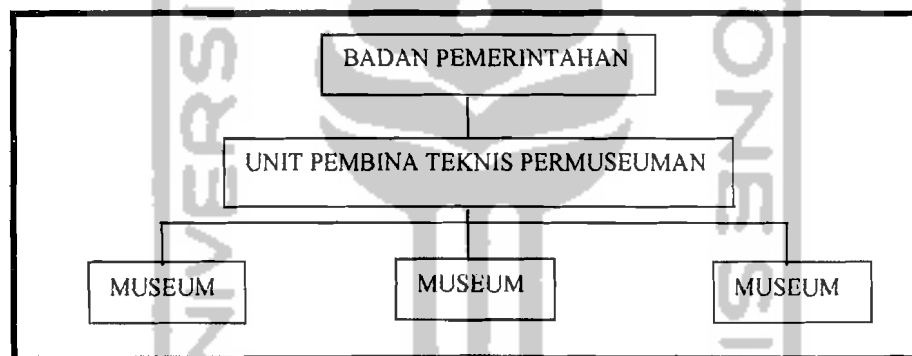 BADAN PEMERINTAHAN
UNIT PEMBINA TEKNIS PERMUSEUMAN
MUSEUM MUSEUM MUSEUM